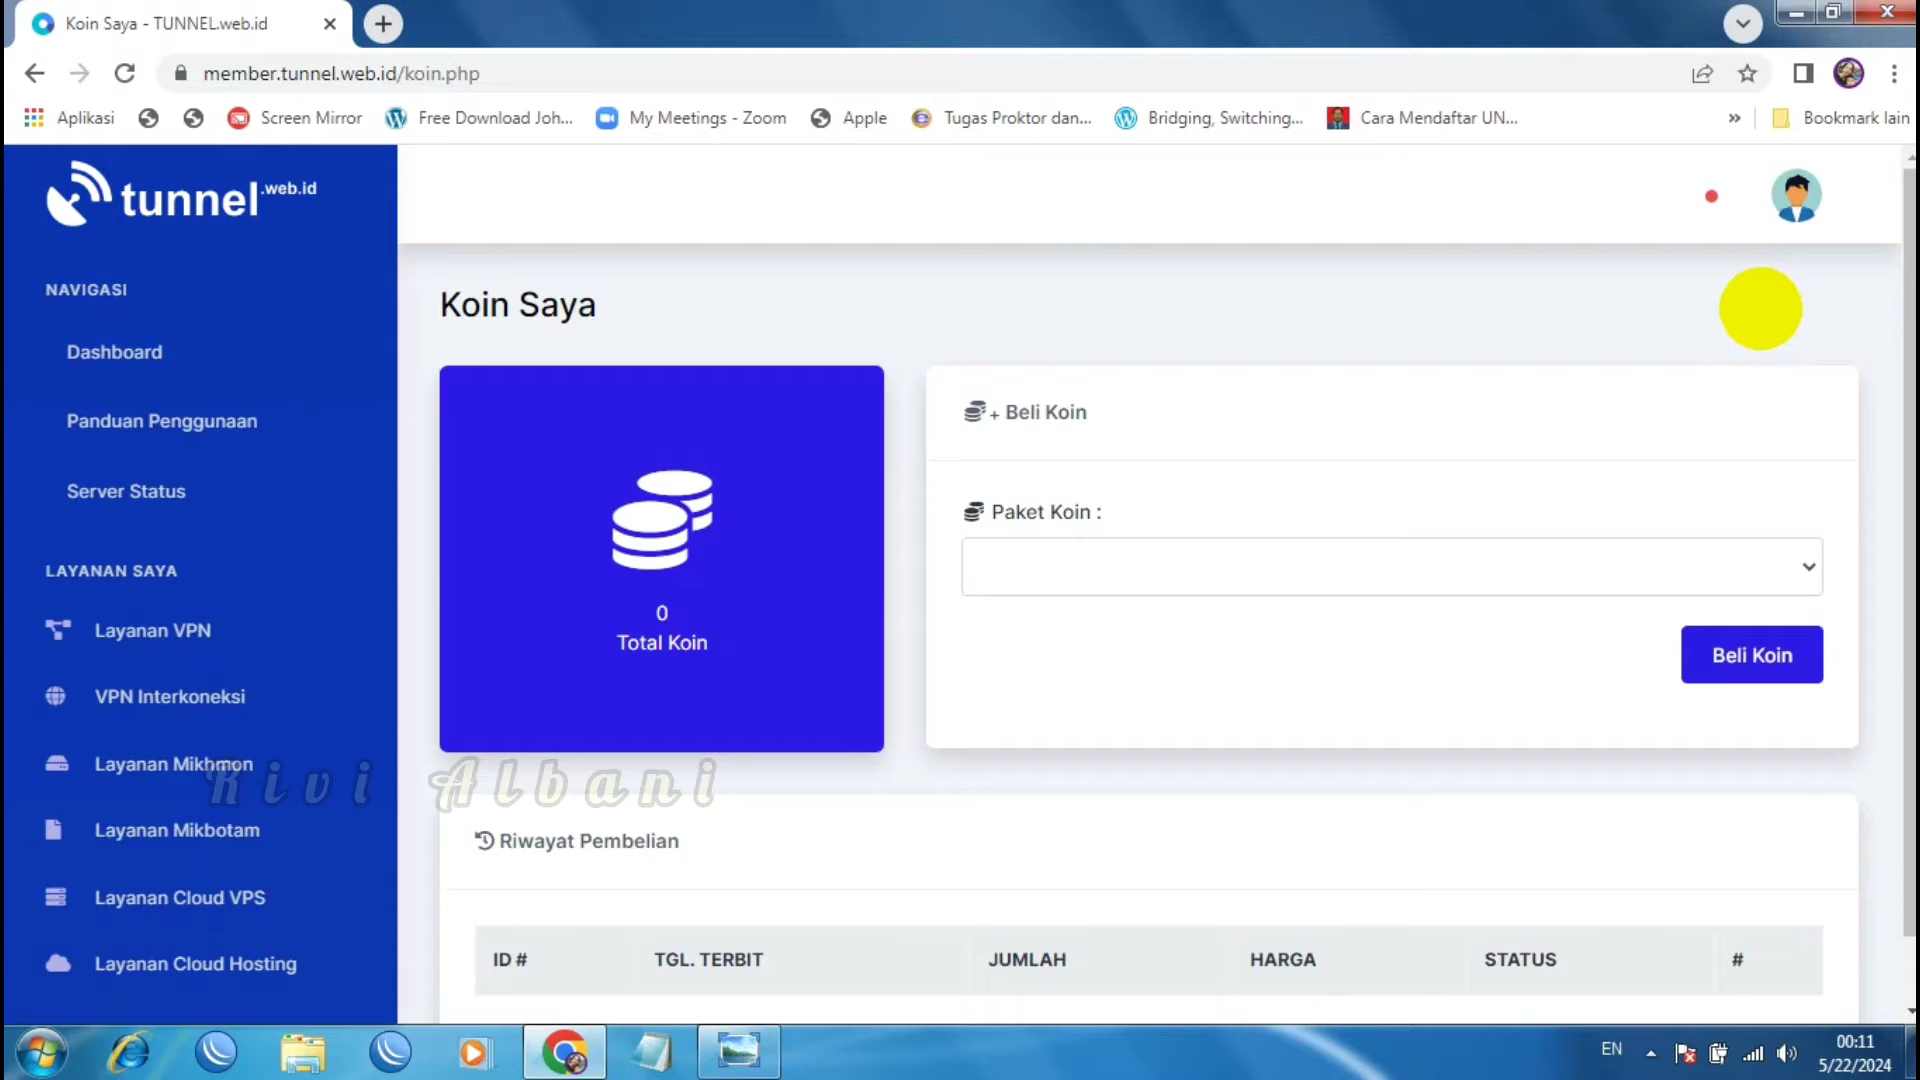 Koin Saya - TUNNEL.web.id
member.tunnel.web.id/koin.php
Aplikasi
Screen Mirror
Free Download Joh...
My Meetings - Zoom
Apple
Tugas Proktor dan...
Bridging, Switching...
Cara Mendaftar UN...
»
Bookmark lain
tunnel.web.id
NAVIGASI
Dashboard
Panduan Penggunaan
Server Status
LAYANAN SAYA
Layanan VPN
VPN Interkoneksi
Layanan Mikhmon
Layanan Mikbotam
Layanan Cloud VPS
Layanan Cloud Hosting
Koin Saya
0
Total Koin
+ Beli Koin
Paket Koin :
Beli Koin
Rivi Albani
Riwayat Pembelian
ID # TGL. TERBIT JUMLAH HARGA STATUS #
EN
00:11
5/22/2024